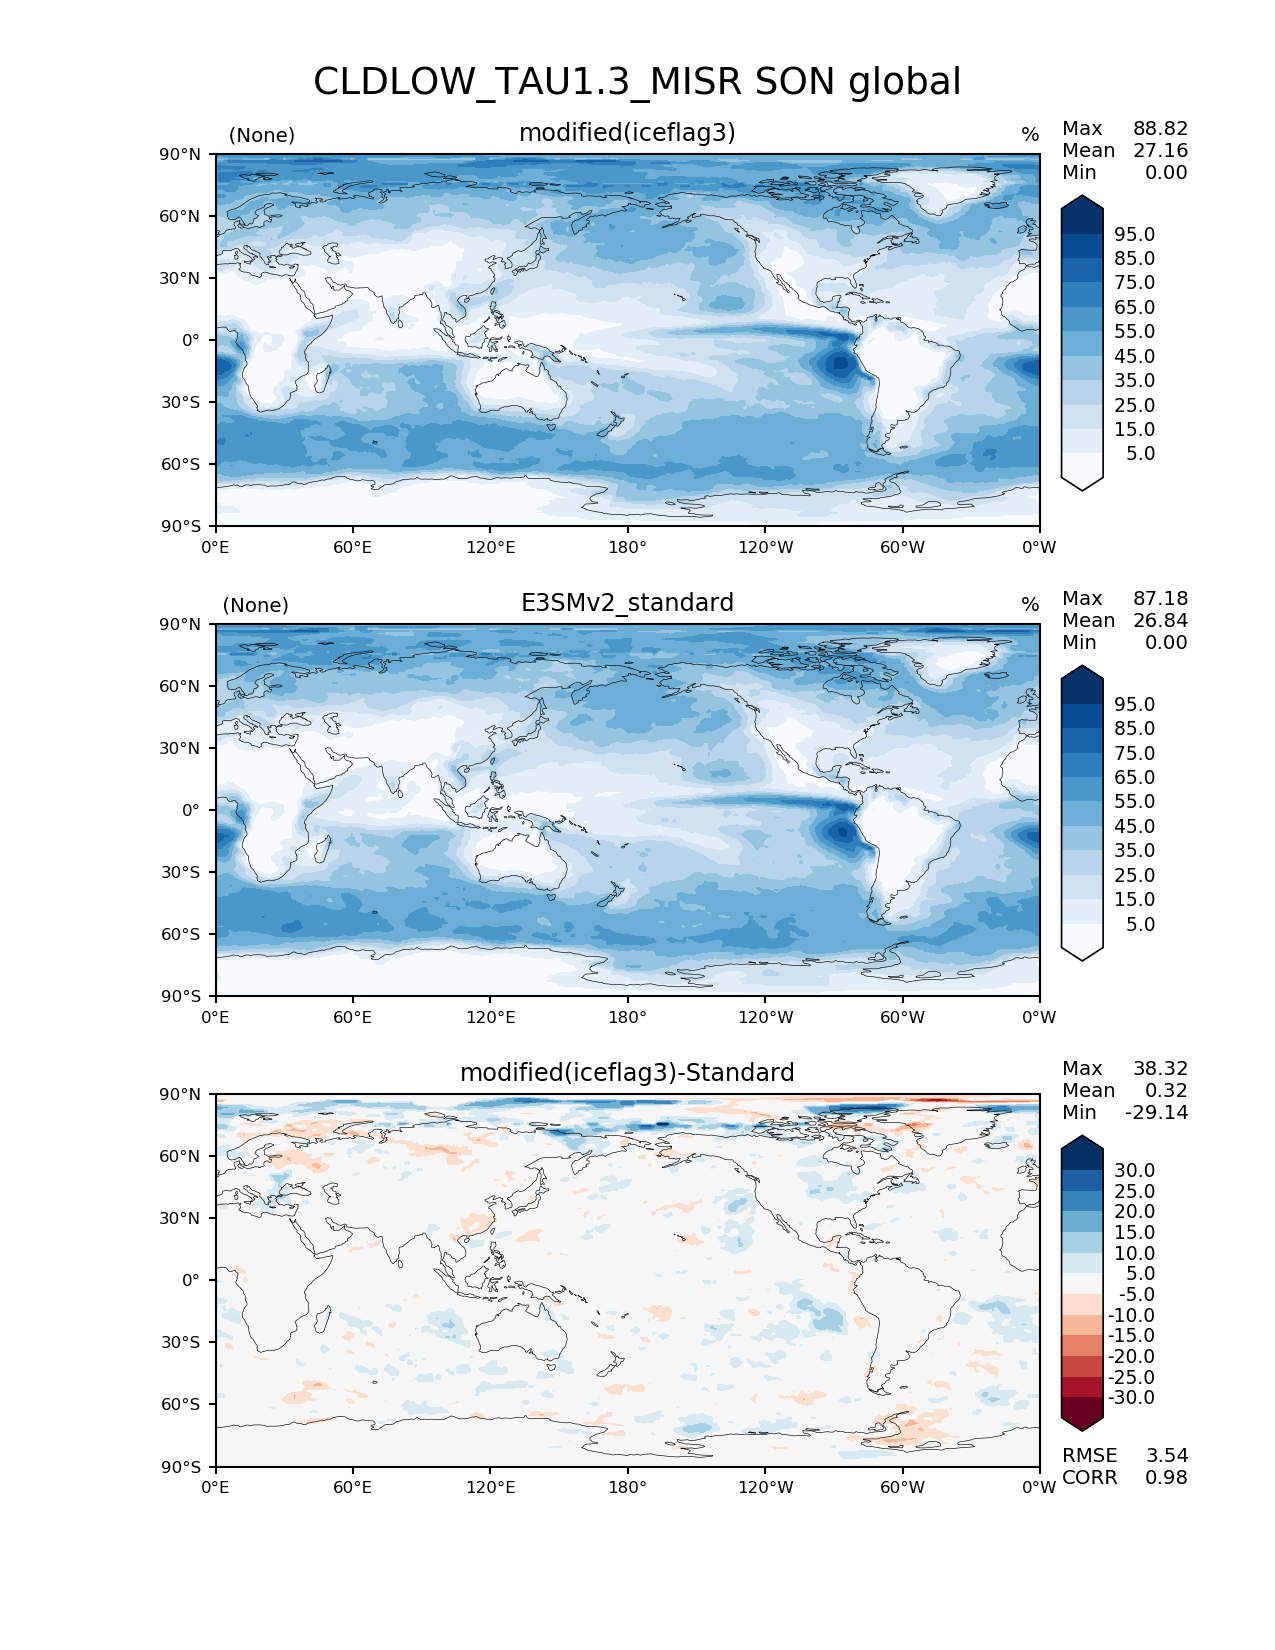 CLDLOW_TAU1.3_MISR SON global
(None) modified(iceflag3) %
Max 88.82
Mean 27.16
Min 0.00
90°N
60°N
30°N
0°
30°S
60°S
90°S
0°E 60°E 120°E 180° 120°W 60°W 0°W
95.0
85.0
75.0
65.0
55.0
45.0
35.0
25.0
15.0
5.0
(None) E3SMv2_standard %
Max 87.18
Mean 26.84
Min 0.00
90°N
60°N
30°N
0°
30°S
60°S
90°S
0°E 60°E 120°E 180° 120°W 60°W 0°W
95.0
85.0
75.0
65.0
55.0
45.0
35.0
25.0
15.0
5.0
modified(iceflag3)-Standard
Max 38.32
Mean 0.32
Min -29.14
90°N
60°N
30°N
0°
30°S
60°S
90°S
0°E 60°E 120°E 180° 120°W 60°W 0°W
30.0
25.0
20.0
15.0
10.0
5.0
-5.0
-10.0
-15.0
-20.0
-25.0
-30.0
RMSE 3.54
CORR 0.98